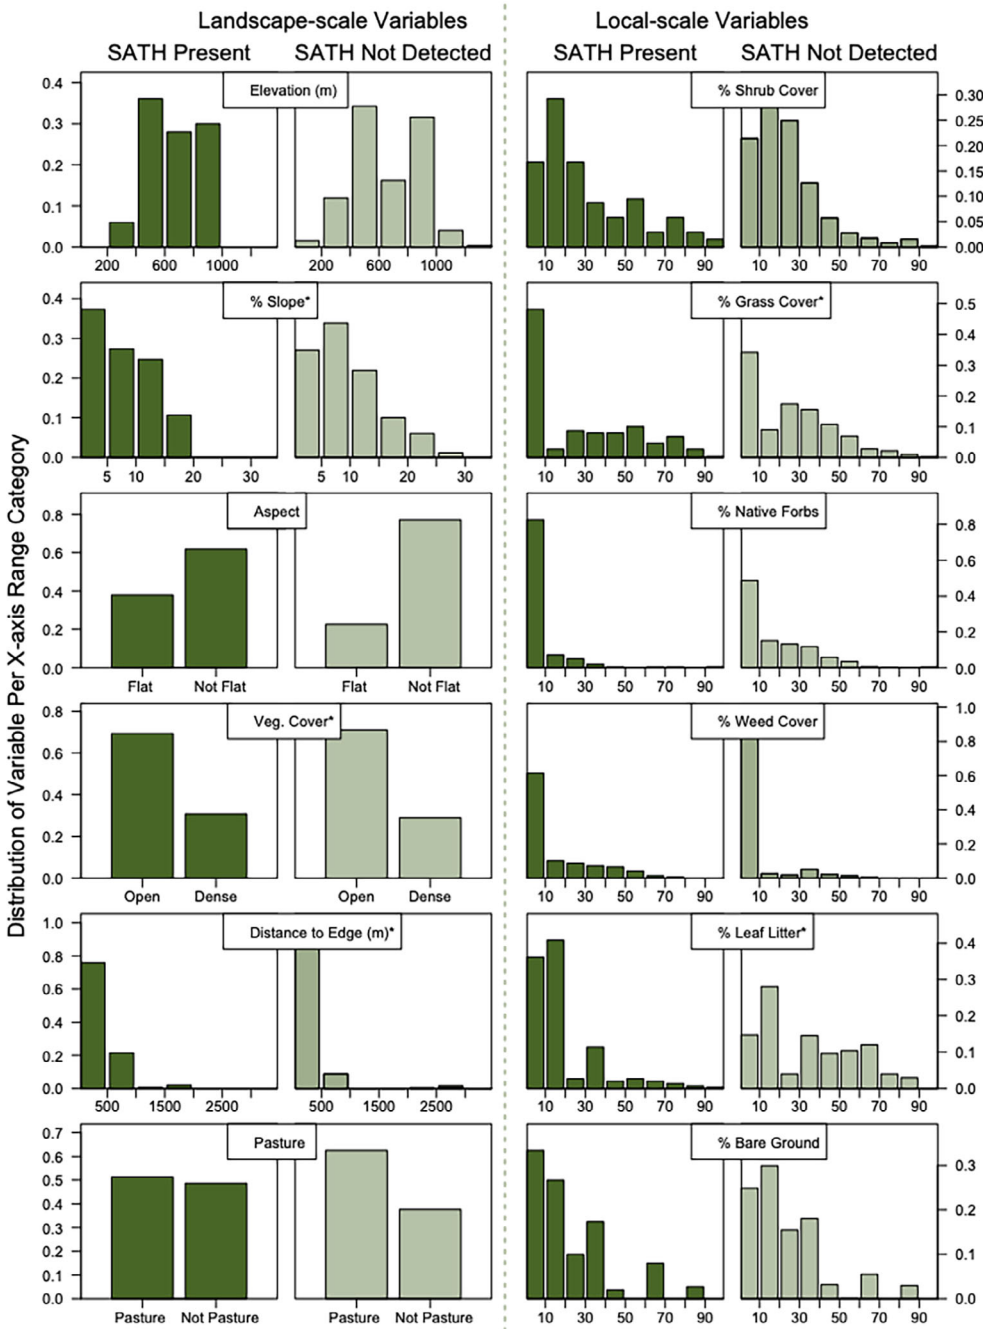 Landscape-scale Variables
Local-scale Variables
SATH Present
SATH Not Detected
SATH Present
SATH Not Detected
Distribution of Variable Per X-axis Range Category
Elevation (m)
0.4
0.3
0.2
0.1
0.0
200 600 1000
200 600 1000
% Shrub Cover
0.30
0.25
0.20
0.15
0.10
0.05
0.00
10 30 50 70 90
10 30 50 70 90
% Slope*
0.4
0.3
0.2
0.1
0.0
5 10 20 30
5 10 20 30
% Grass Cover*
0.5
0.4
0.3
0.2
0.1
0.0
10 30 50 70 90
10 30 50 70 90
Aspect
0.8
0.6
0.4
0.2
0.0
Flat Not Flat
Flat Not Flat
% Native Forbs
0.8
0.6
0.4
0.2
0.0
10 30 50 70 90
10 30 50 70 90
Veg. Cover*
0.8
0.6
0.4
0.2
0.0
Open Dense
Open Dense
% Weed Cover
1.0
0.8
0.6
0.4
0.2
0.0
10 30 50 70 90
10 30 50 70 90
Distance to Edge (m)*
1.0
0.8
0.6
0.4
0.2
0.0
500 1500 2500
500 1500 2500
% Leaf Litter*
0.4
0.3
0.2
0.1
0.0
10 30 50 70 90
10 30 50 70 90
Pasture
0.7
0.6
0.5
0.4
0.3
0.2
0.1
0.0
Pasture Not Pasture
Pasture Not Pasture
% Bare Ground
0.3
0.2
0.1
0.0
10 30 50 70 90
10 30 50 70 90